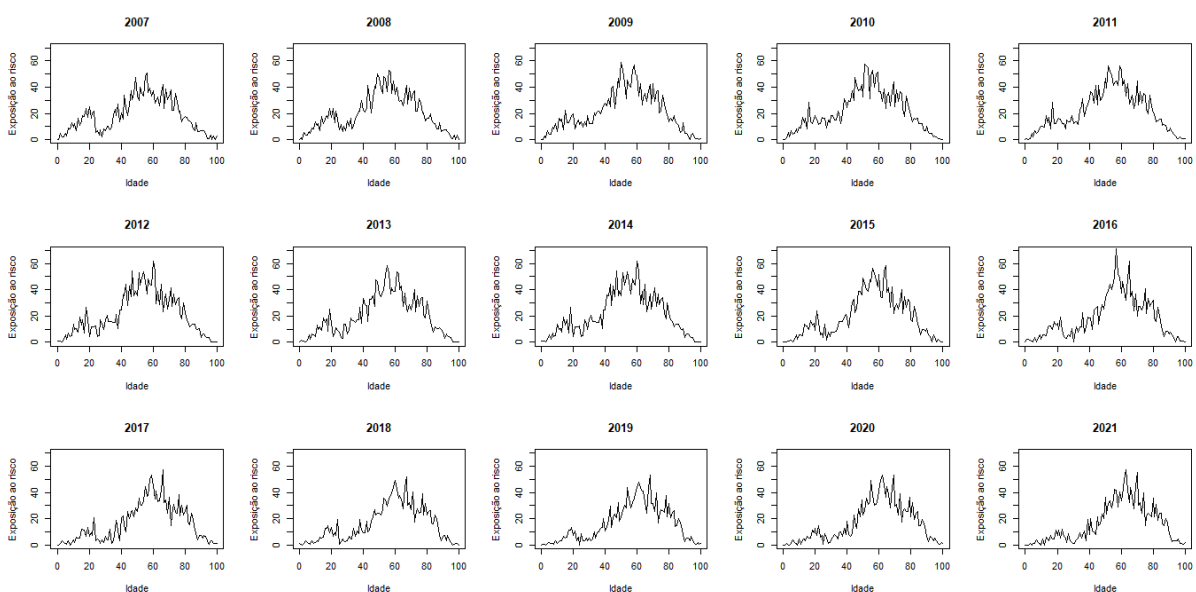 2007
2008
2009
2010
2011
Exposição ao risco
0 20 40 60
0 20 40 60 80 100
Idade
Exposição ao risco
0 20 40 60
0 20 40 60 80 100
Idade
Exposição ao risco
0 20 40 60
0 20 40 60 80 100
Idade
Exposição ao risco
0 20 40 60
0 20 40 60 80 100
Idade
Exposição ao risco
0 20 40 60
0 20 40 60 80 100
Idade
2012
2013
2014
2015
2016
Exposição ao risco
0 20 40 60
0 20 40 60 80 100
Idade
Exposição ao risco
0 20 40 60
0 20 40 60 80 100
Idade
Exposição ao risco
0 20 40 60
0 20 40 60 80 100
Idade
Exposição ao risco
0 20 40 60
0 20 40 60 80 100
Idade
Exposição ao risco
0 20 40 60
0 20 40 60 80 100
Idade
2017
2018
2019
2020
2021
Exposição ao risco
0 20 40 60
0 20 40 60 80 100
Idade
Exposição ao risco
0 20 40 60
0 20 40 60 80 100
Idade
Exposição ao risco
0 20 40 60
0 20 40 60 80 100
Idade
Exposição ao risco
0 20 40 60
0 20 40 60 80 100
Idade
Exposição ao risco
0 20 40 60
0 20 40 60 80 100
Idade